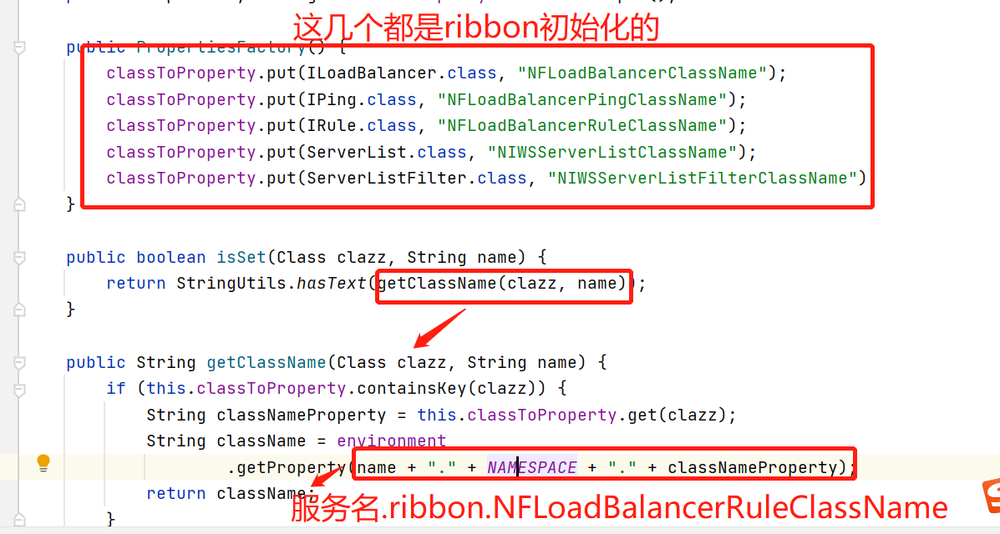 这几个都是ribbon初始化的
public PropertiesFactory() {
classToProperty.put(ILoadBalancer.class, "NFLoadBalancerClassName");
classToProperty.put(IPing.class, "NFLoadBalancerPingClassName");
classToProperty.put(IRule.class, "NFLoadBalancerRuleClassName");
classToProperty.put(ServerList.class, "NIWSServerListClassName");
classToProperty.put(ServerListFilter.class, "NIWSServerListFilterClassName")
}
public boolean isSet(Class clazz, String name) {
return StringUtils.hasText(getClassName(clazz, name));
}
public String getClassName(Class clazz, String name) {
if (this.classToProperty.containsKey(clazz)) {
String classNameProperty = this.classToProperty.get(clazz);
String className = environment
.getProperty(name + "." + NAMESPACE + "." + classNameProperty);
return className;
服务名.ribbon.NFLoadBalancerRuleClassName
}